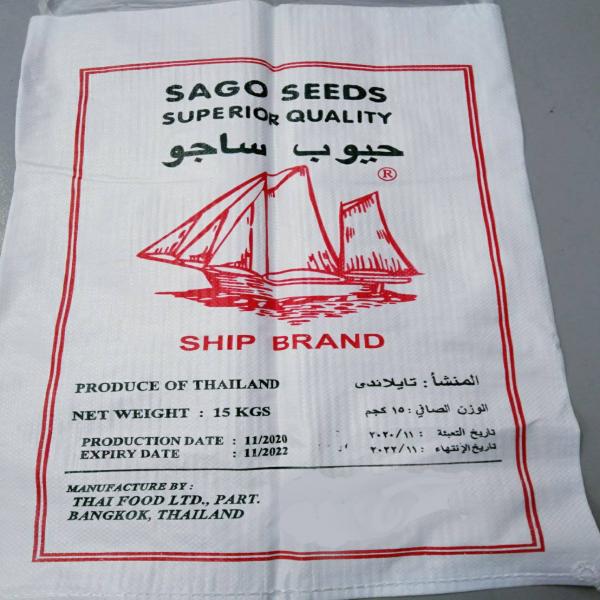 SAGO SEEDS
SUPERIOR QUALITY
حيوب ساجو
®
SHIP BRAND
PRODUCE OF THAILAND
المنشأ : تايلاندى
NET WEIGHT : 15 KGS
الوزن الصافي : ١٥ كجم
PRODUCTION DATE : 11/2020
تاريخ التعبئة : ٢٠٢٠/١١
EXPIRY DATE : 11/2022
تاريخ الإنتهاء : ٢٠٢٢/١١
MANUFACTURE BY :
THAI FOOD LTD., PART.
BANGKOK, THAILAND